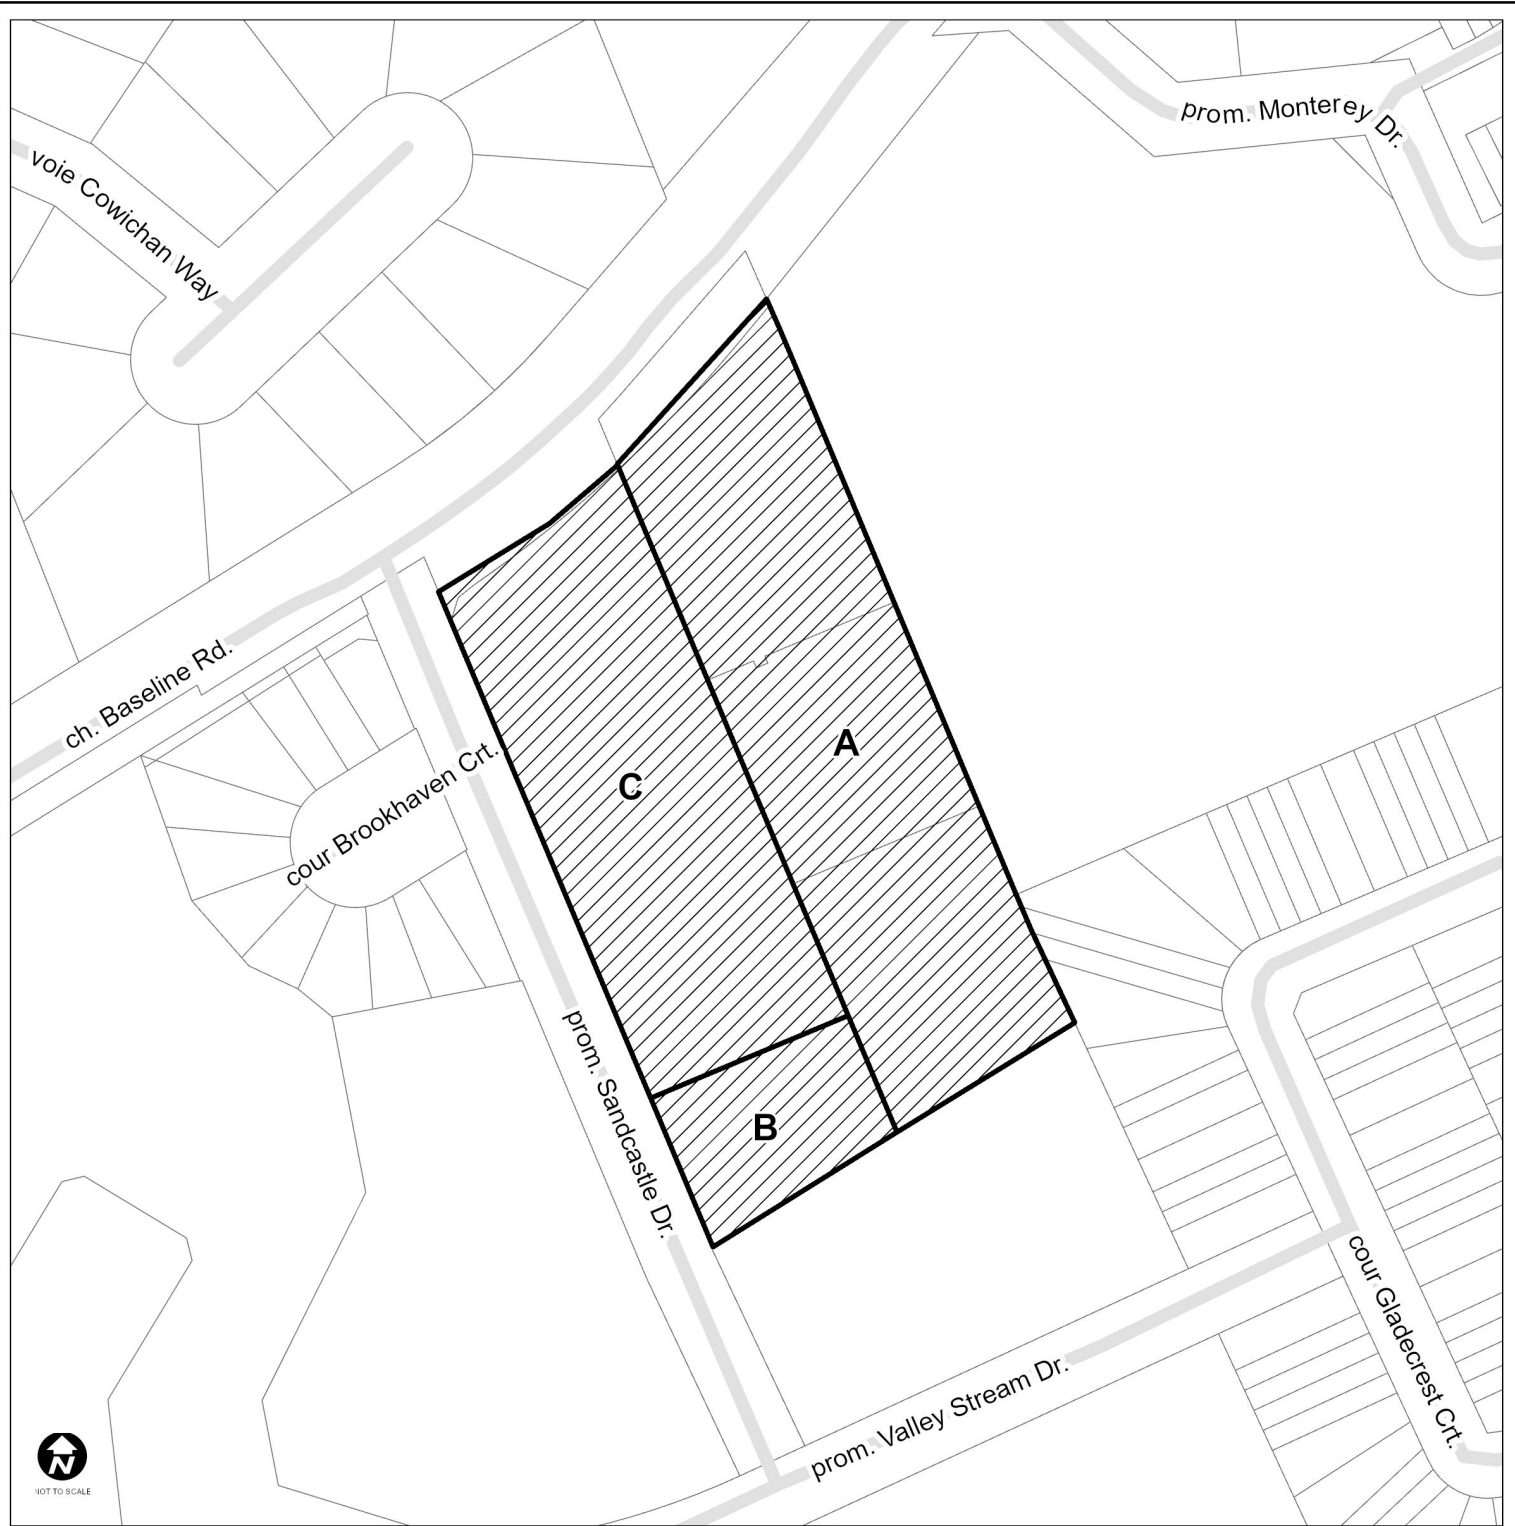 prom. Monterey Dr.
voie Cowichan Way
ch. Baseline Rd.
A
C
cour Brookhaven Crt.
prom. Sandcastle Dr.
B
cour Gladecrest Crt.
prom. Valley Stream Dr.
N
NOT TO SCALE